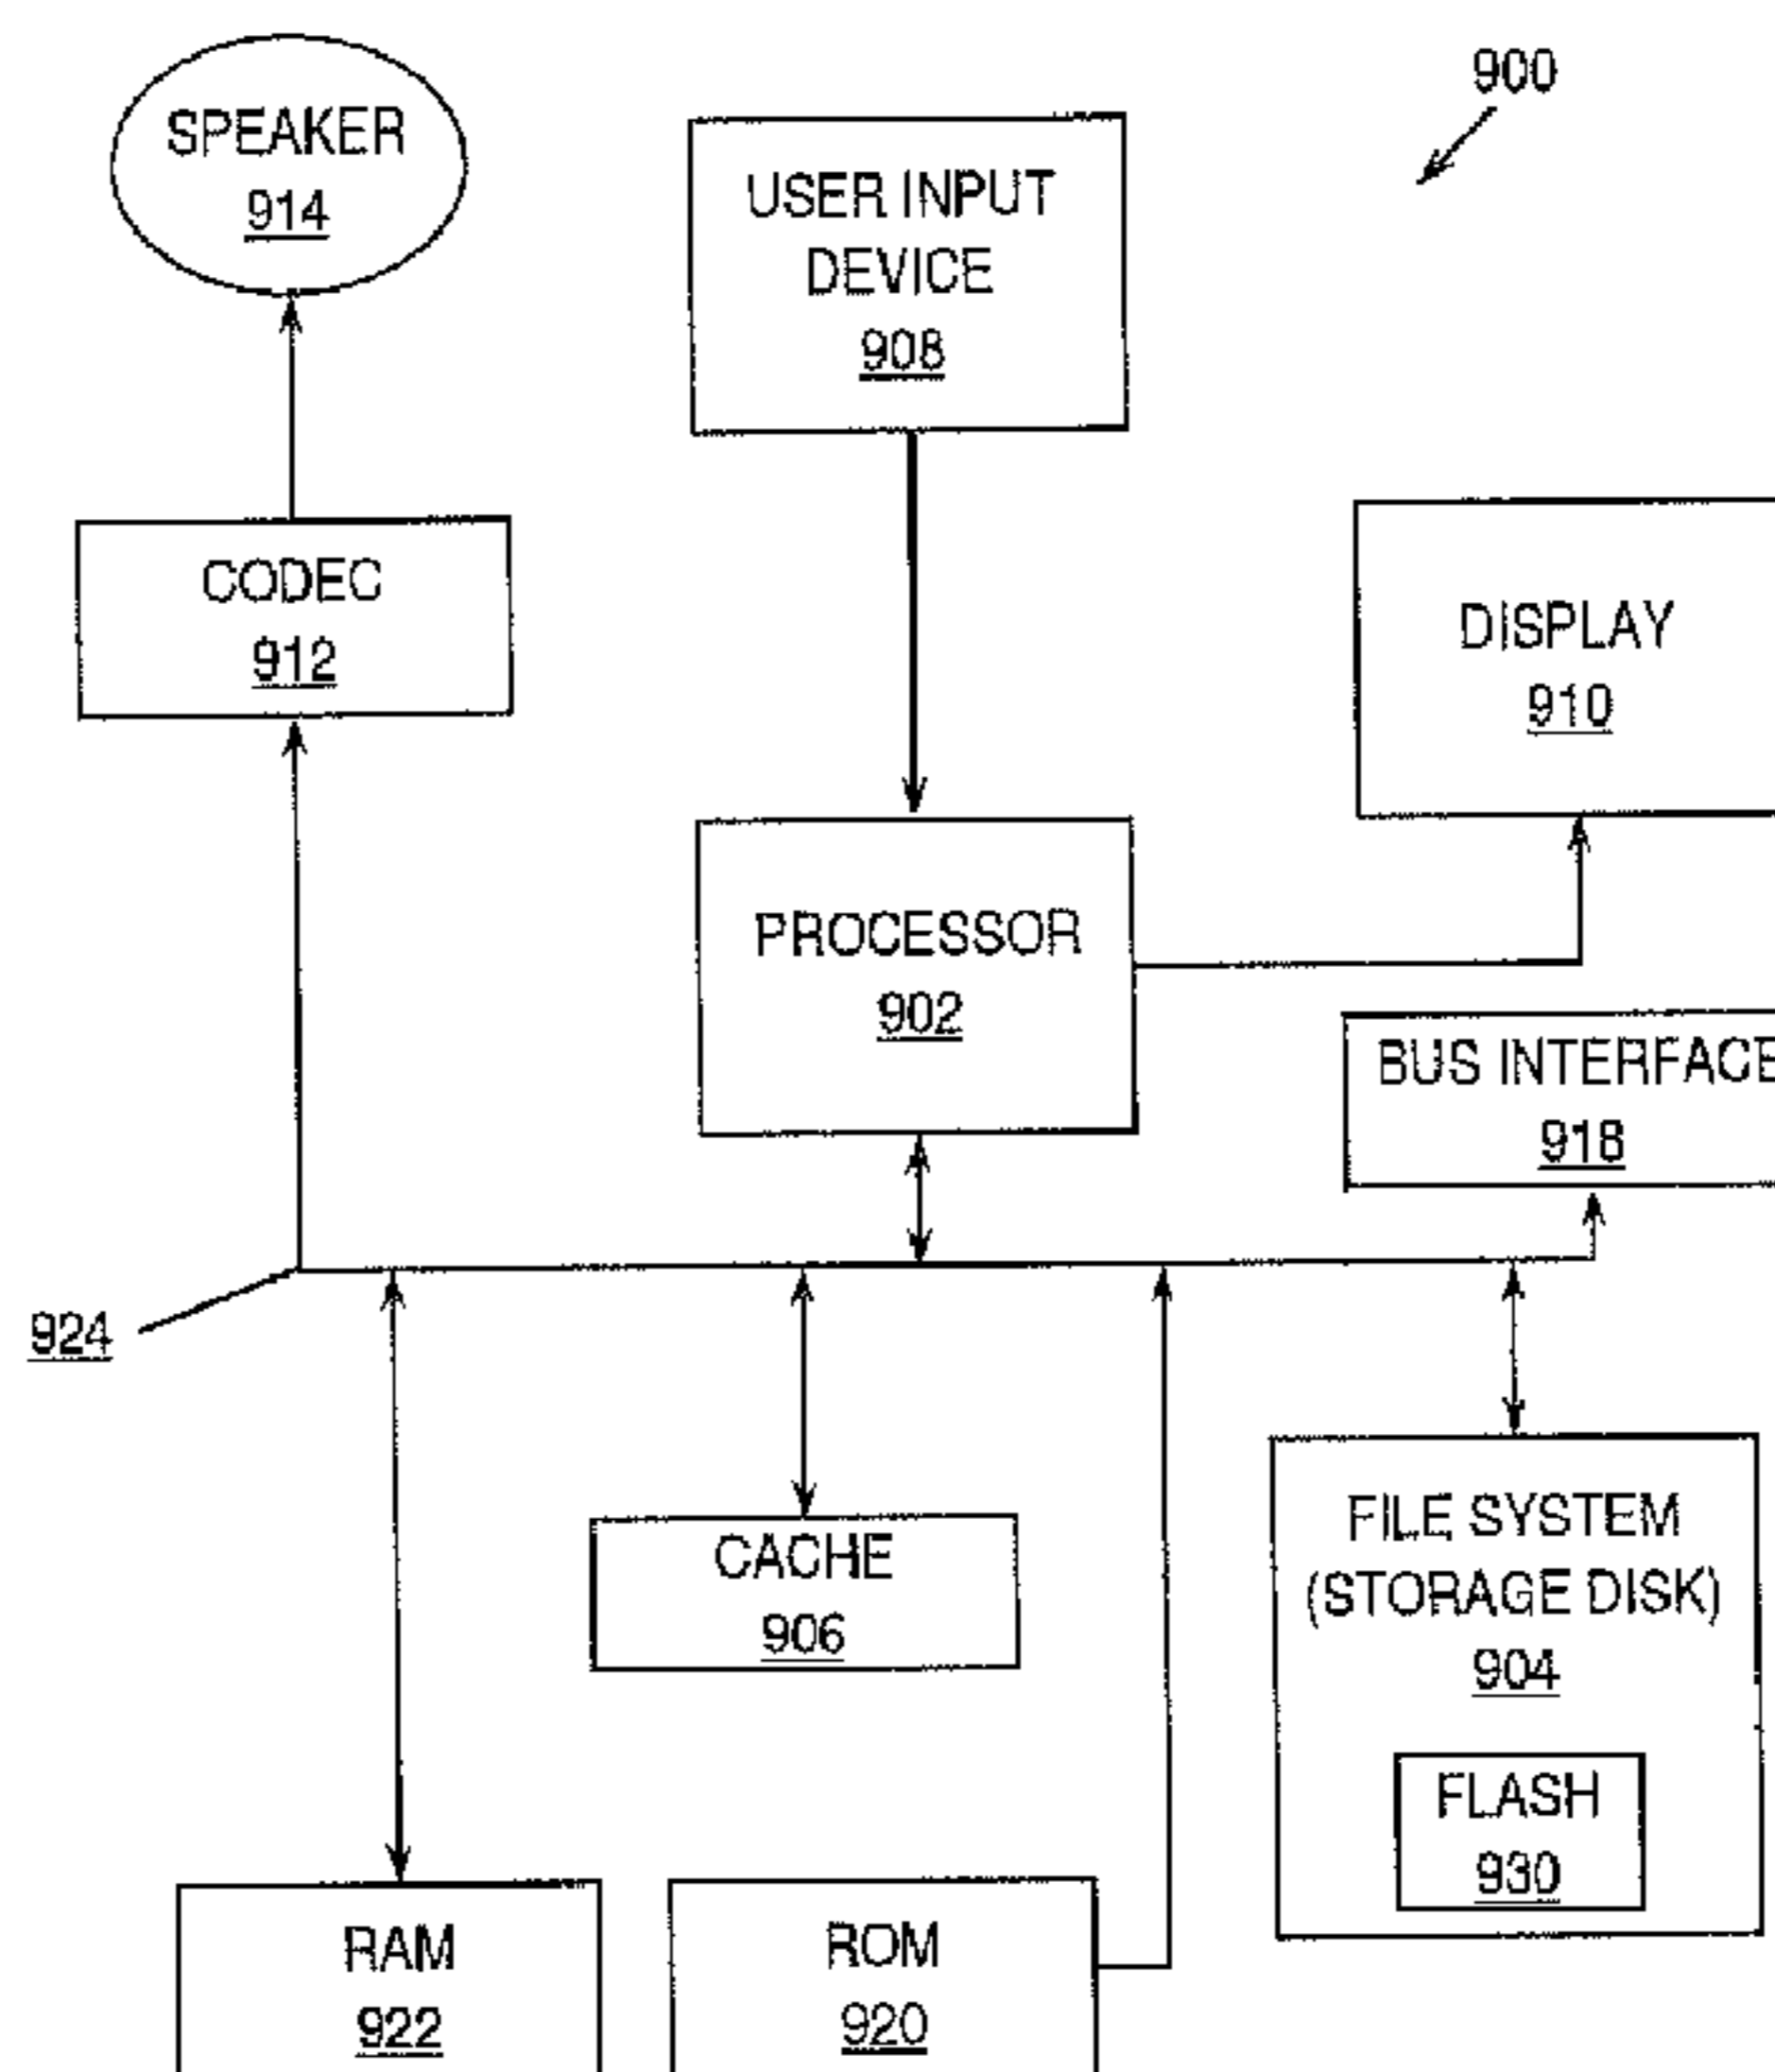 900
SPEAKER
914
USER INPUT
DEVICE
908
CODEC
912
DISPLAY
910
PROCESSOR
902
BUS INTERFACE
918
924
CACHE
906
FILE SYSTEM
(STORAGE DISK)
904
FLASH
930
RAM
922
ROM
920